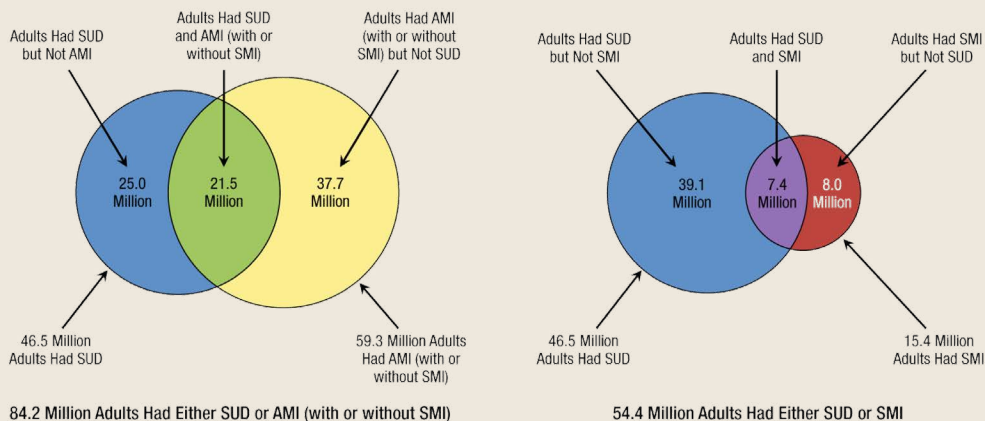 Adults Had SUD
but Not AMI
Adults Had SUD
and AMI (with or
without SMI)
Adults Had AMI
(with or without
SMI) but Not SUD
25.0
Million
21.5
Million
37.7
Million
46.5 Million
Adults Had SUD
59.3 Million Adults
Had AMI (with or
without SMI)
84.2 Million Adults Had Either SUD or AMI (with or without SMI)
Adults Had SUD
but Not SMI
Adults Had SUD
and SMI
Adults Had SMI
but Not SUD
39.1
Million
7.4
Million
8.0
Million
46.5 Million
Adults Had SUD
15.4 Million
Adults Had SMI
54.4 Million Adults Had Either SUD or SMI